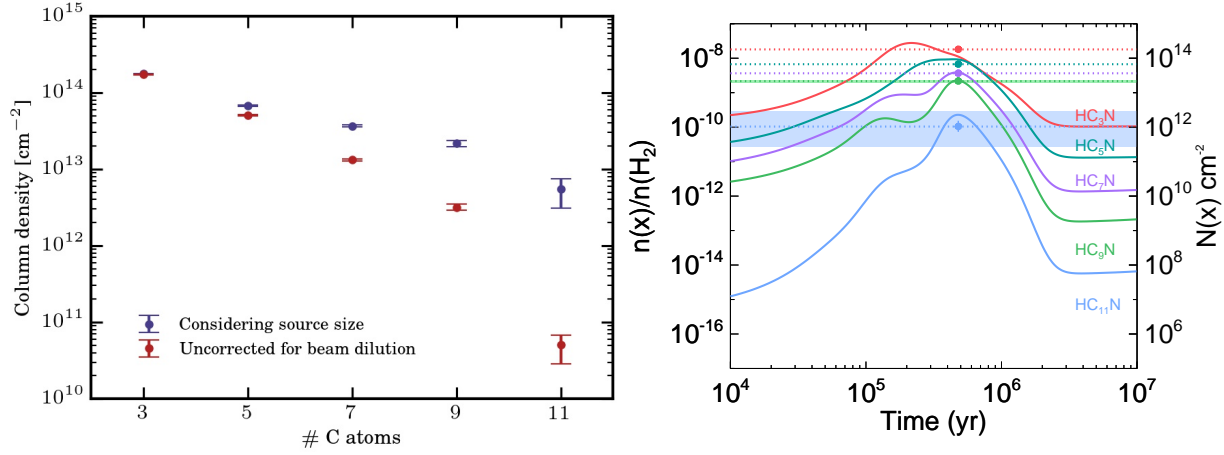 10^15
10^14
10^13
10^12
10^11
10^10
Column density [cm^−2]
3 5 7 9 11
# C atoms
Considering source size
Uncorrected for beam dilution
10^-8
10^-10
10^-12
10^-14
10^-16
n(x)/n(H₂)
10^14
10^12
10^10
10^8
10^6
N(x) cm^-2
HC₃N
HC₅N
HC₇N
HC₉N
HC₁₁N
10^4 10^5 10^6 10^7
Time (yr)